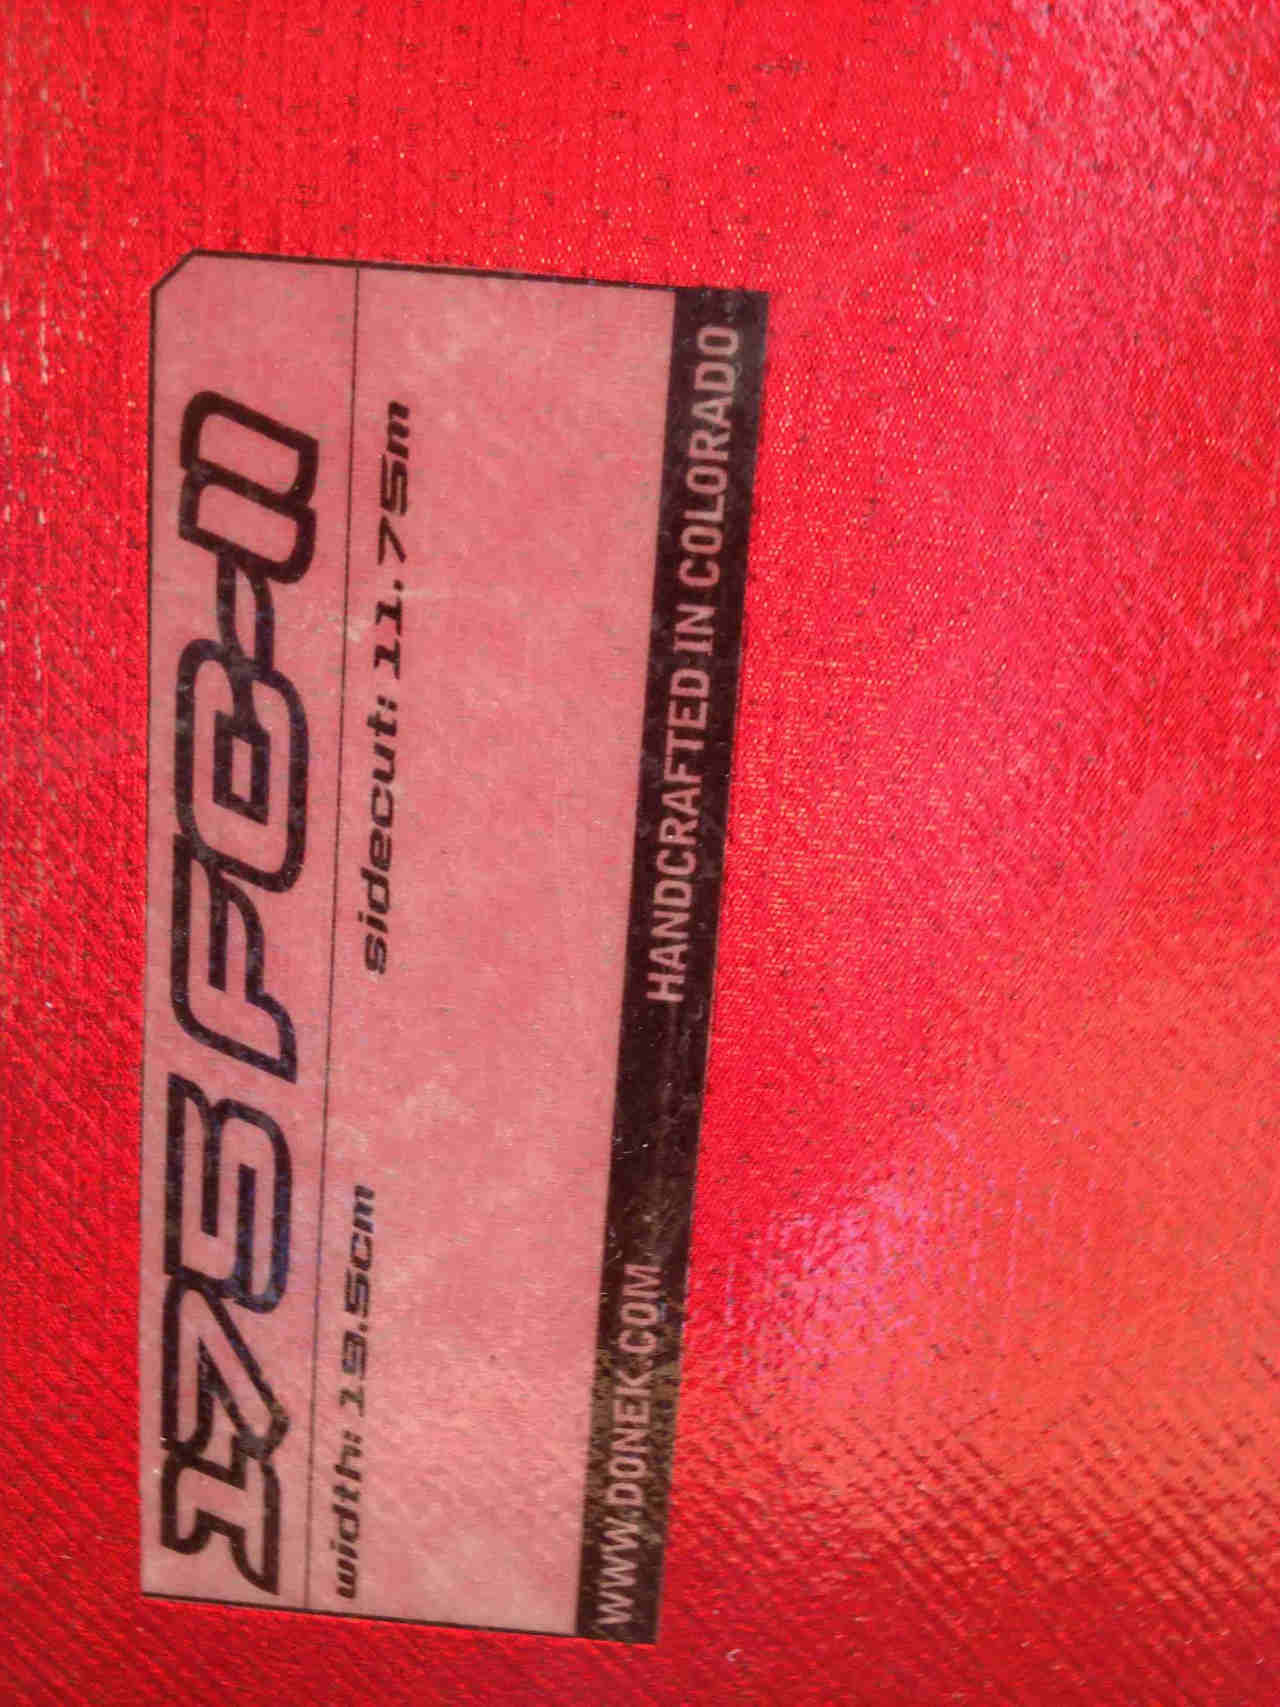 175 FC-II
width: 19.5cm sidecut: 11.75m
WWW.DONEK.COM HANDCRAFTED IN COLORADO